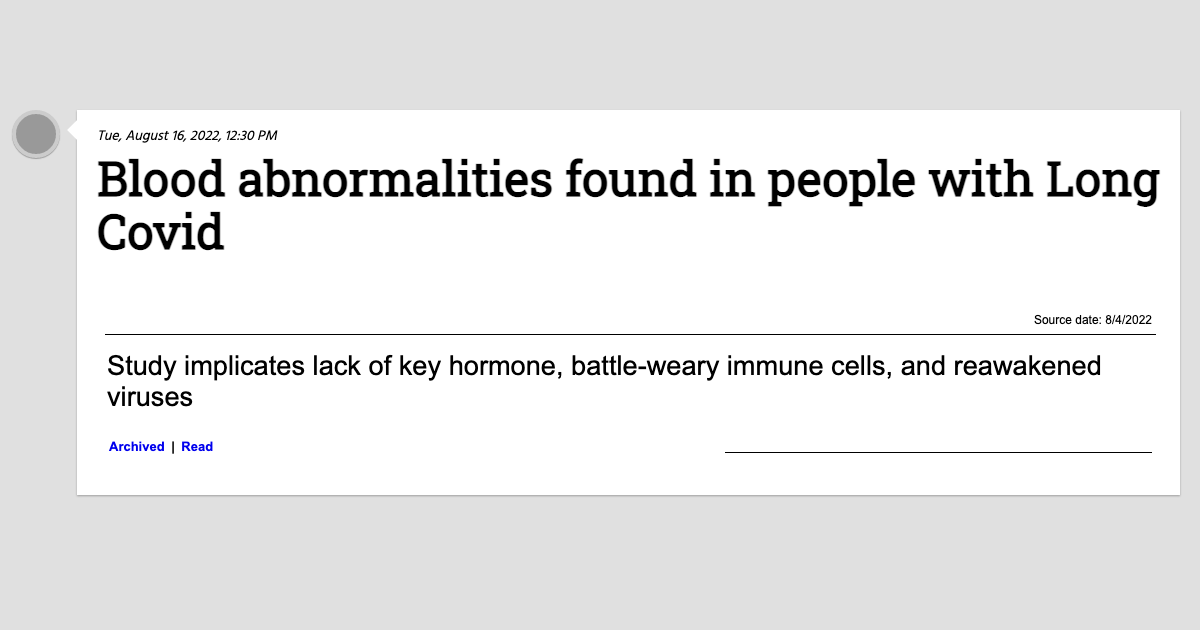 Tue, August 16, 2022, 12:30 PM
Blood abnormalities found in people with Long
Covid
Source date: 8/4/2022
Study implicates lack of key hormone, battle-weary immune cells, and reawakened
viruses
Archived | Read